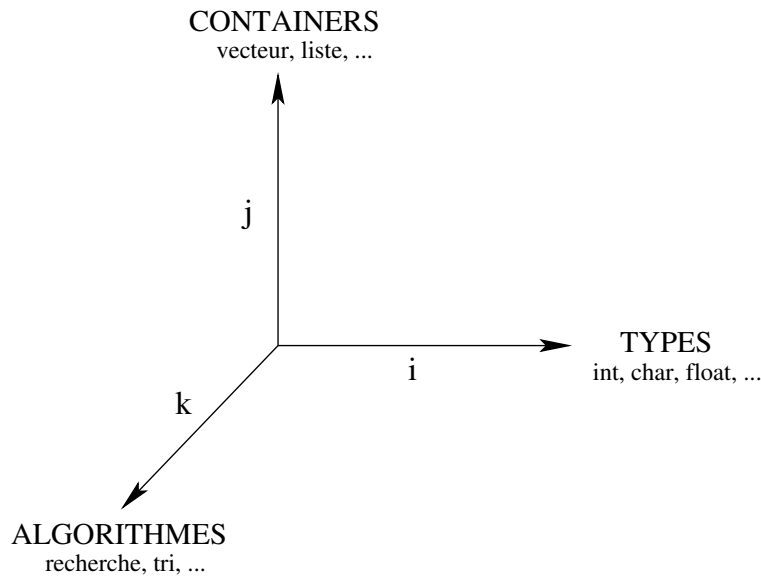 CONTAINERS
vecteur, liste, ...
j
TYPES
int, char, float, ...
i
k
ALGORITHMES
recherche, tri, ...